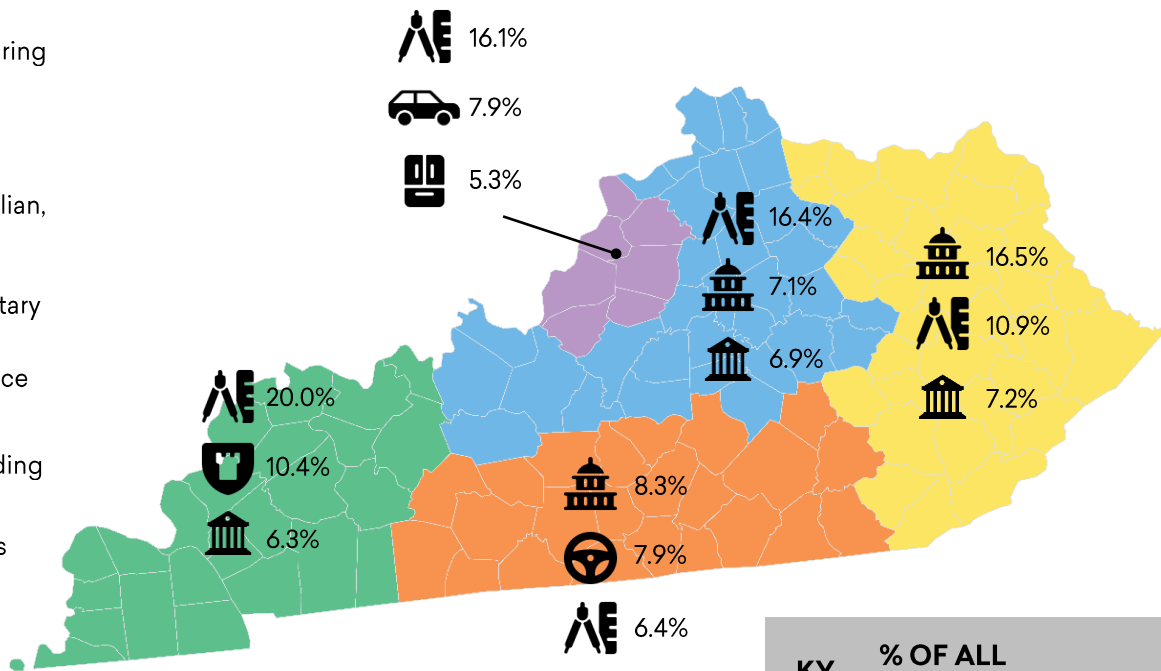 ring
lian,
tary
ce
ding
s
16.1%
7.9%
5.3%
16.4%
7.1%
6.9%
16.5%
10.9%
7.2%
20.0%
10.4%
6.3%
8.3%
7.9%
6.4%
KY
% OF ALL